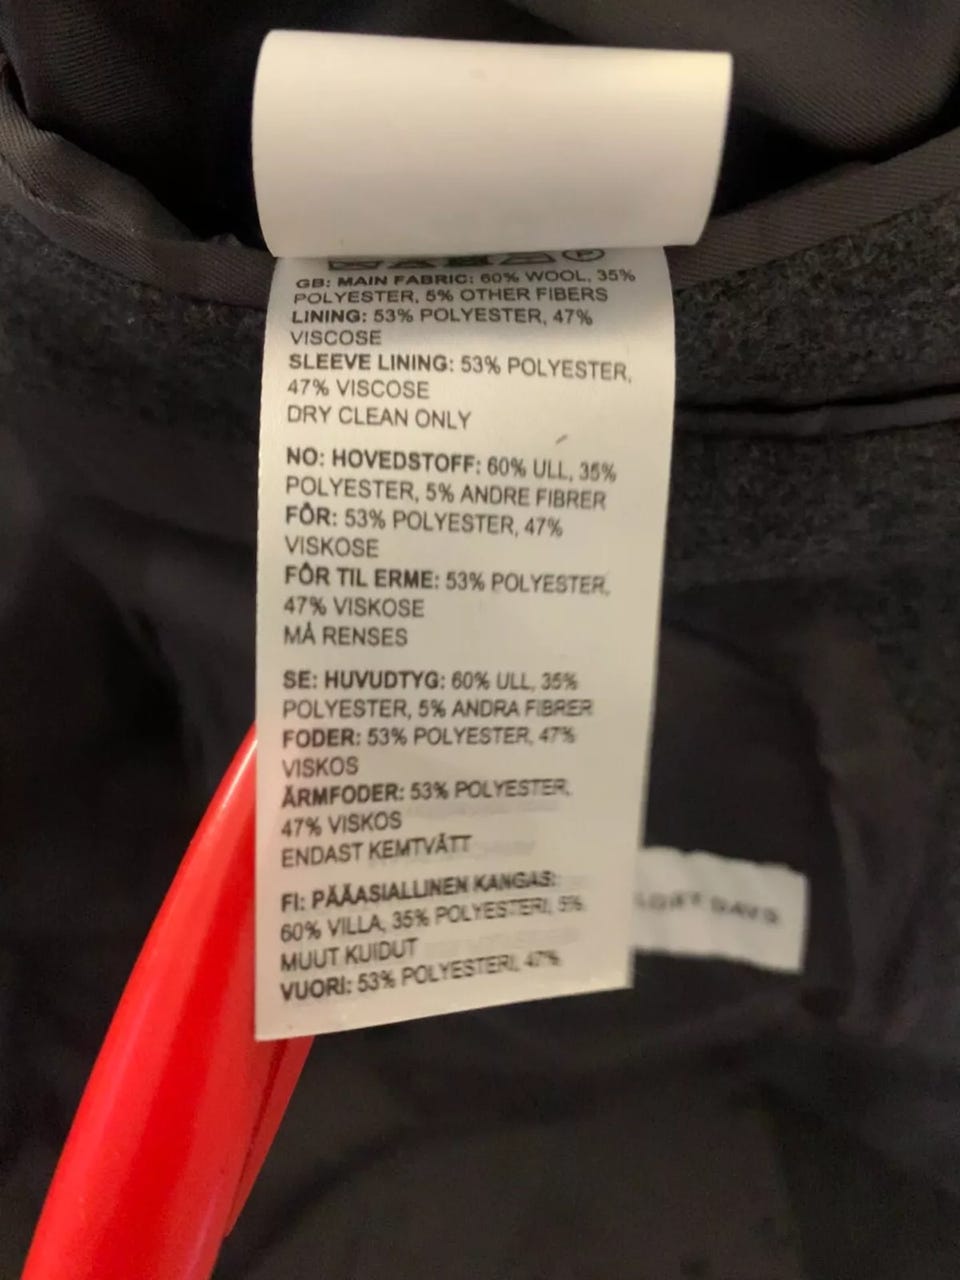 GB: MAIN FABRIC: 60% WOOL, 35%
POLYESTER, 5% OTHER FIBERS
LINING: 53% POLYESTER, 47%
VISCOSE
SLEEVE LINING: 53% POLYESTER,
47% VISCOSE
DRY CLEAN ONLY
NO: HOVEDSTOFF: 60% ULL, 35%
POLYESTER, 5% ANDRE FIBRER
FÔR: 53% POLYESTER, 47%
VISKOSE
FÔR TIL ERME: 53% POLYESTER,
47% VISKOSE
MÅ RENSES
SE: HUVUDTYG: 60% ULL, 35%
POLYESTER, 5% ANDRA FIBRER
FODER: 53% POLYESTER, 47%
VISKOS
ÄRMFODER: 53% POLYESTER,
47% VISKOS
ENDAST KEMTVÄTT
FI: PÄÄASIALLINEN KANGAS:
60% VILLA, 35% POLYESTERI, 5%
MUUT KUIDUT
VUORI: 53% POLYESTERI, 47%